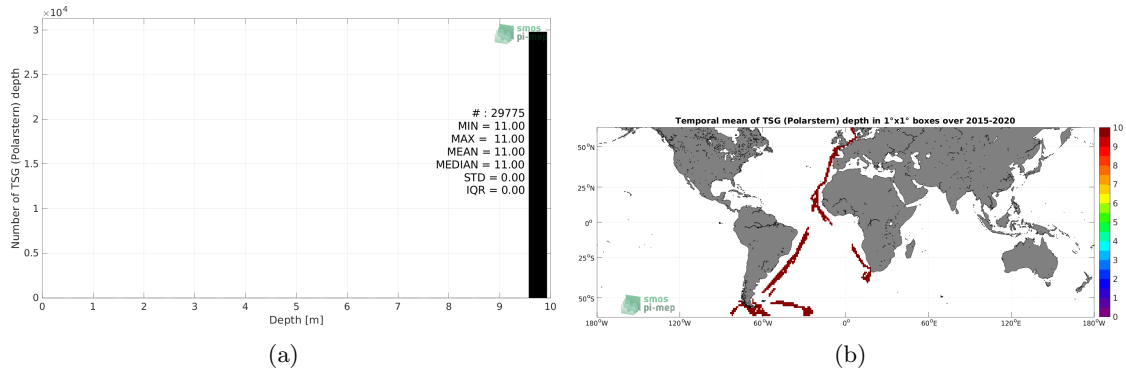 ×10⁴
3
2.5
2
1.5
1
0.5
0
Number of TSG (Polarstern) depth
smos
pi-mep
# : 29775
MIN = 11.00
MAX = 11.00
MEAN = 11.00
MEDIAN = 11.00
STD = 0.00
IQR = 0.00
0 1 2 3 4 5 6 7 8 9 10
Depth [m]
(a)
Temporal mean of TSG (Polarstern) depth in 1°x1° boxes over 2015-2020
50°N
25°N
0°
25°S
50°S
180°W 120°W 60°W 0° 60°E 120°E 180°W
smos
pi-mep
10
9
8
7
6
5
4
3
2
1
0
(b)